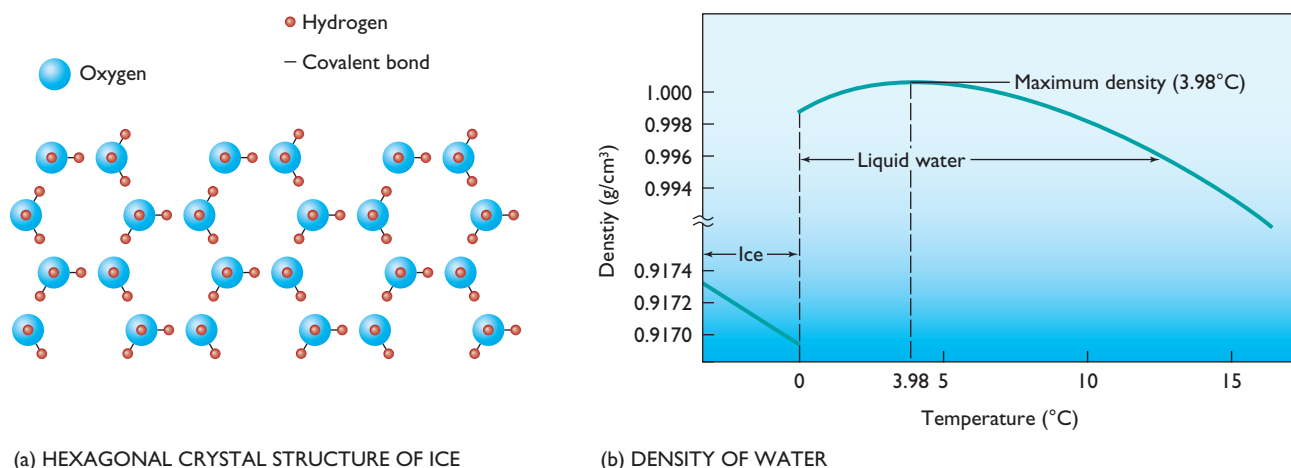 Hydrogen
Oxygen
– Covalent bond
(a) HEXAGONAL CRYSTAL STRUCTURE OF ICE
Denstiy (g/cm³)
1.000
0.998
0.996
0.994
0.9174
0.9172
0.9170
Maximum density (3.98°C)
Liquid water
Ice
0
3.98
5
10
15
Temperature (°C)
(b) DENSITY OF WATER